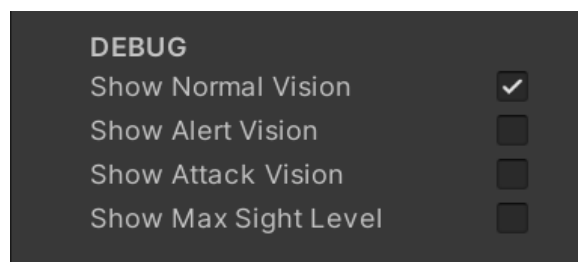 DEBUG
Show Normal Vision
Show Alert Vision
Show Attack Vision
Show Max Sight Level